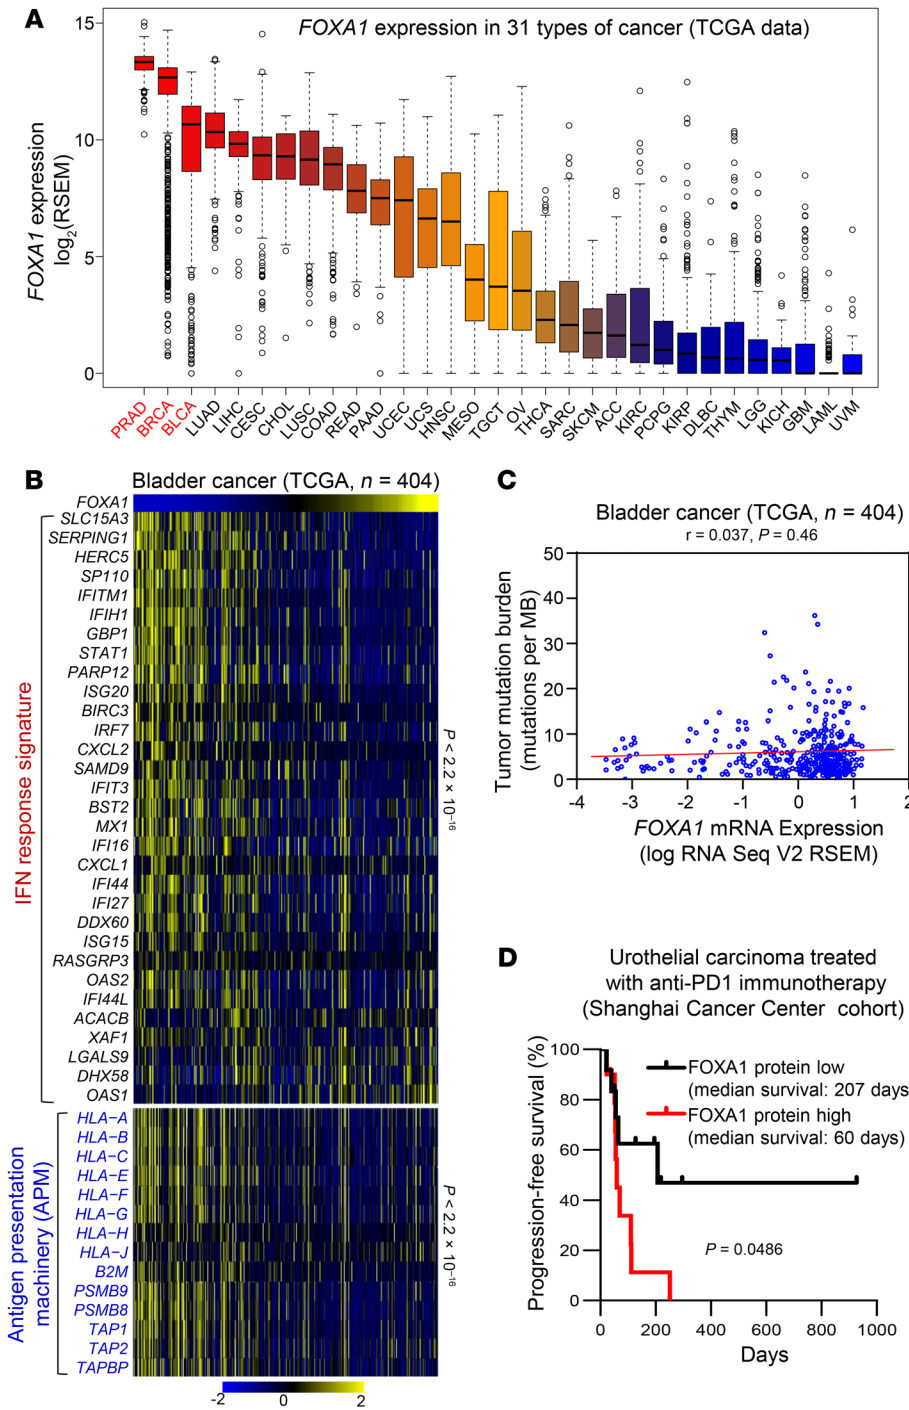 A
FOXA1 expression in 31 types of cancer (TCGA data)
FOXA1 expression
log2(RSEM)
15
10
5
0
PRAD
BRCA
BLCA
LUAD
LIHC
CESC
CHOL
LUSC
COAD
READ
PAAD
UCEC
UCS
HNSC
MESO
TGCT
OV
THCA
SARC
SKCM
ACC
KIRC
PCPG
KIRP
DLBC
THYM
LGG
KICH
GBM
LAML
UVM
B
Bladder cancer (TCGA, n = 404)
FOXA1
IFN response signature
SLC15A3
SERPING1
HERC5
SP110
IFITM1
IFIH1
GBP1
STAT1
PARP12
ISG20
BIRC3
IRF7
CXCL2
SAMD9
IFIT3
BST2
MX1
IFI16
CXCL1
IFI44
IFI27
DDX60
ISG15
RASGRP3
OAS2
IFI44L
ACACB
XAF1
LGALS9
DHX58
OAS1
P < 2.2 × 10−16
Antigen presentation
machinery (APM)
HLA−A
HLA−B
HLA−C
HLA−E
HLA−F
HLA−G
HLA−H
HLA−J
B2M
PSMB9
PSMB8
TAP1
TAP2
TAPBP
P < 2.2 × 10−16
-2 0 2
C
Bladder cancer (TCGA, n = 404)
r = 0.037, P = 0.46
Tumor mutation burden
(mutations per MB)
50
40
30
20
10
0
-4 -3 -2 -1 0 1 2
FOXA1 mRNA Expression
(log RNA Seq V2 RSEM)
D
Urothelial carcinoma treated
with anti-PD1 immunotherapy
(Shanghai Cancer Center cohort)
Progression-free survival (%)
100
80
60
40
20
0
FOXA1 protein low
(median survival: 207 days
FOXA1 protein high
(median survival: 60 days)
P = 0.0486
0 200 400 600 800 1000
Days